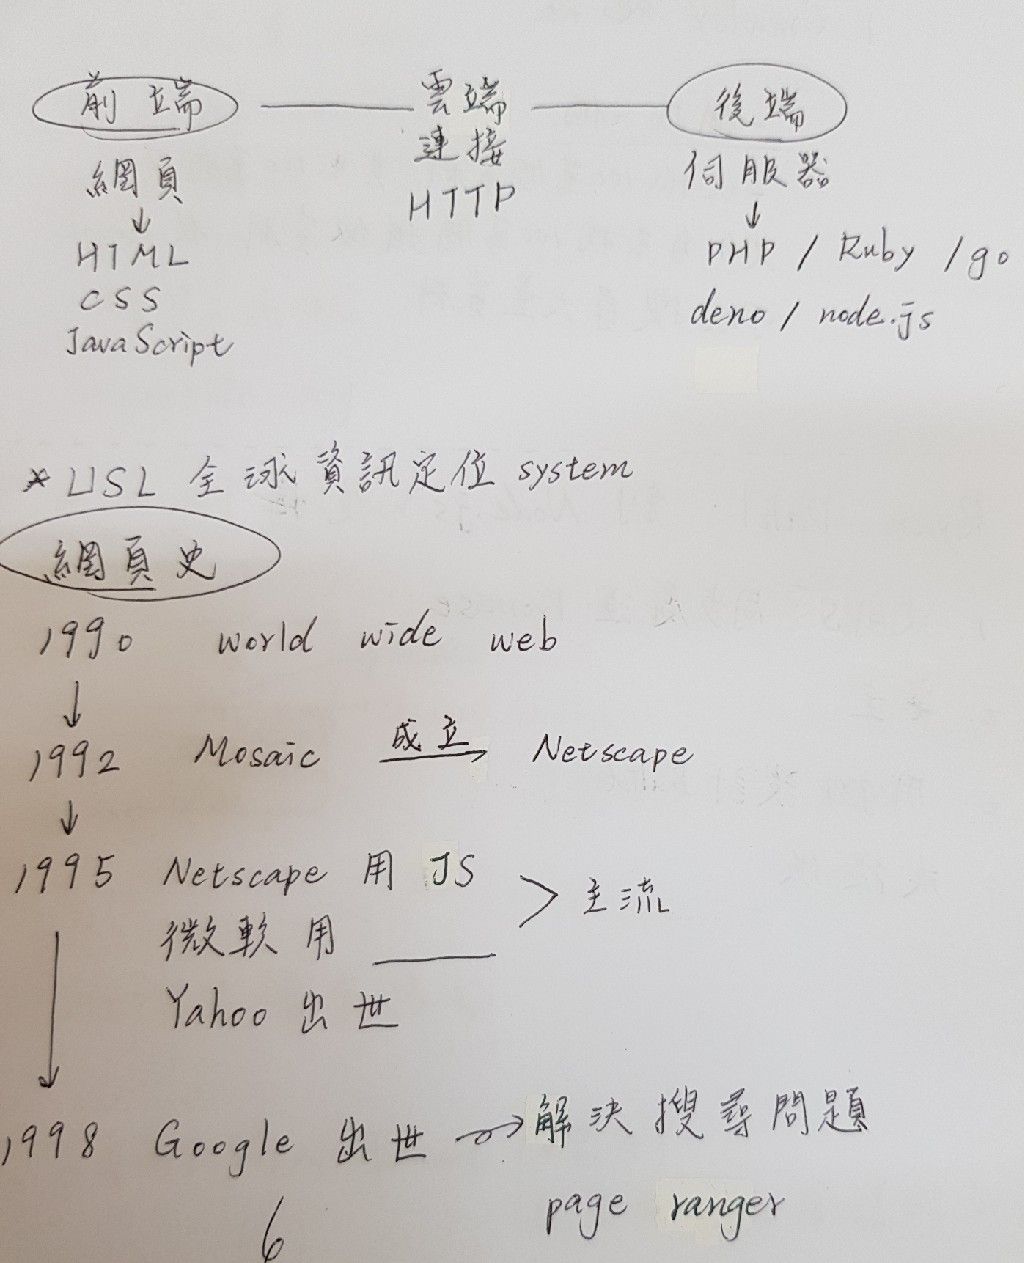 前端 雲端 後端
網頁 連接 伺服器
HTTP
HTML PHP / Ruby / go
CSS deno / node.js
JavaScript
* USL 全球資訊定位 system
網頁史
1990 world wide web
1992 Mosaic 成立 Netscape
1995 Netscape 用 JS
微軟用 主流
Yahoo 出世
1998 Google 出世 解決搜尋問題
page ranger
6